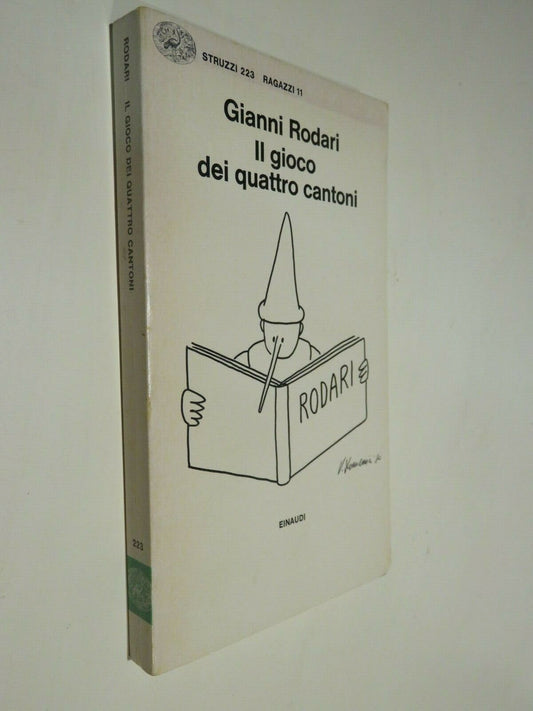 STRUZZI 223 RAGAZZI 11
Gianni Rodari
Il gioco
dei quattro cantoni
RODARI
EINAUDI
RODARI IL GIOCO DEI QUATTRO CANTONI
223